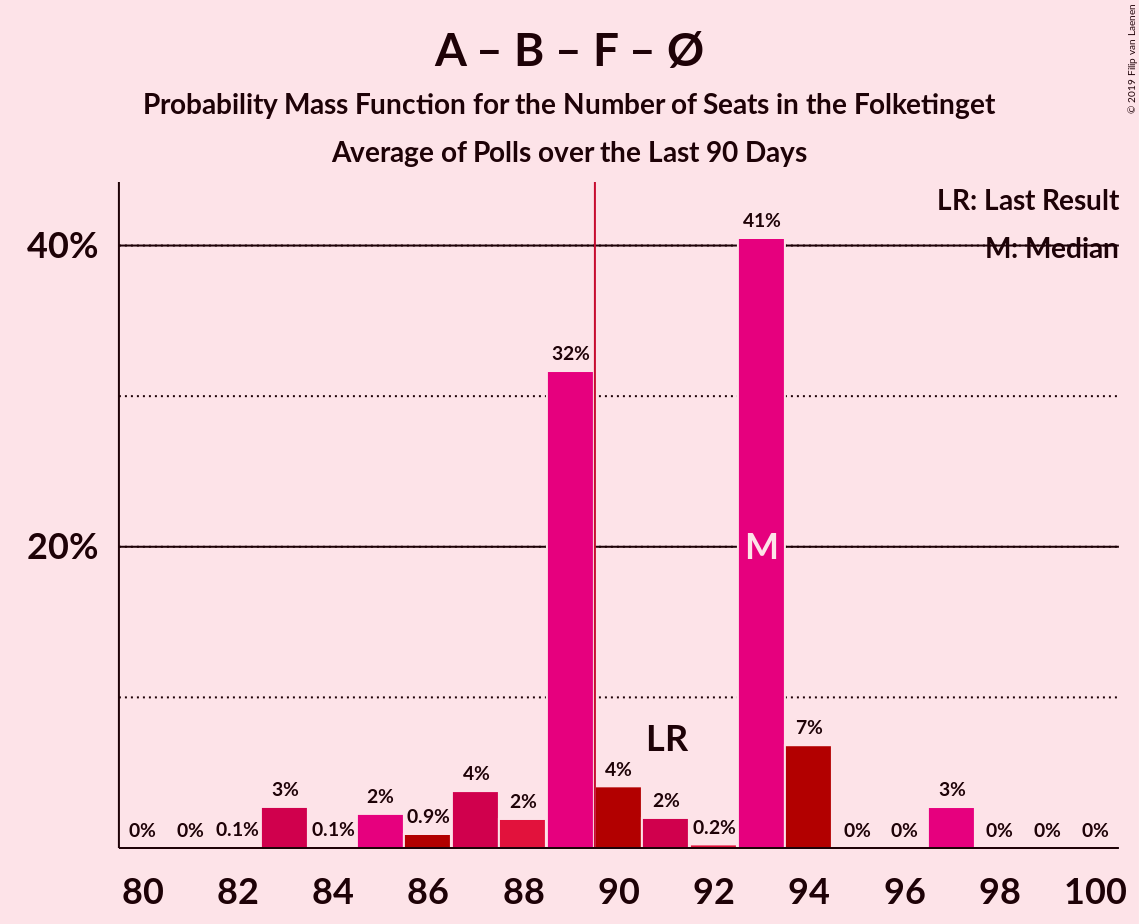 A – B – F – Ø
Probability Mass Function for the Number of Seats in the Folketinget
Average of Polls over the Last 90 Days
© 2019 Filip van Laenen
LR: Last Result
M: Median
40%
20%
0%
0%
0.1%
3%
0.1%
2%
0.9%
4%
2%
32%
4%
2%
0.2%
41%
7%
0%
0%
3%
0%
0%
0%
LR
M
80 82 84 86 88 90 92 94 96 98 100